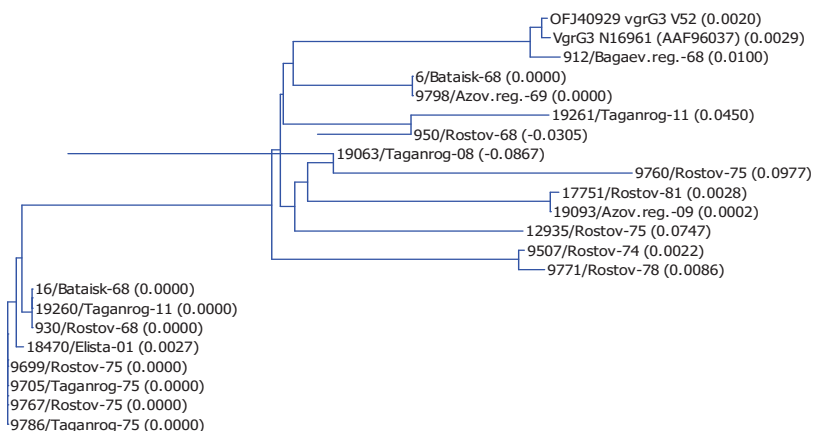 OFJ40929 vgrG3 V52 (0.0020)
VgrG3 N16961 (AAF96037) (0.0029)
912/Bagaev.reg.-68 (0.0100)
6/Bataisk-68 (0.0000)
9798/Azov.reg.-69 (0.0000)
19261/Taganrog-11 (0.0450)
950/Rostov-68 (-0.0305)
19063/Taganrog-08 (-0.0867)
9760/Rostov-75 (0.0977)
17751/Rostov-81 (0.0028)
19093/Azov.reg.-09 (0.0002)
12935/Rostov-75 (0.0747)
9507/Rostov-74 (0.0022)
9771/Rostov-78 (0.0086)
16/Bataisk-68 (0.0000)
19260/Taganrog-11 (0.0000)
930/Rostov-68 (0.0000)
18470/Elista-01 (0.0027)
9699/Rostov-75 (0.0000)
9705/Taganrog-75 (0.0000)
9767/Rostov-75 (0.0000)
9786/Taganrog-75 (0.0000)